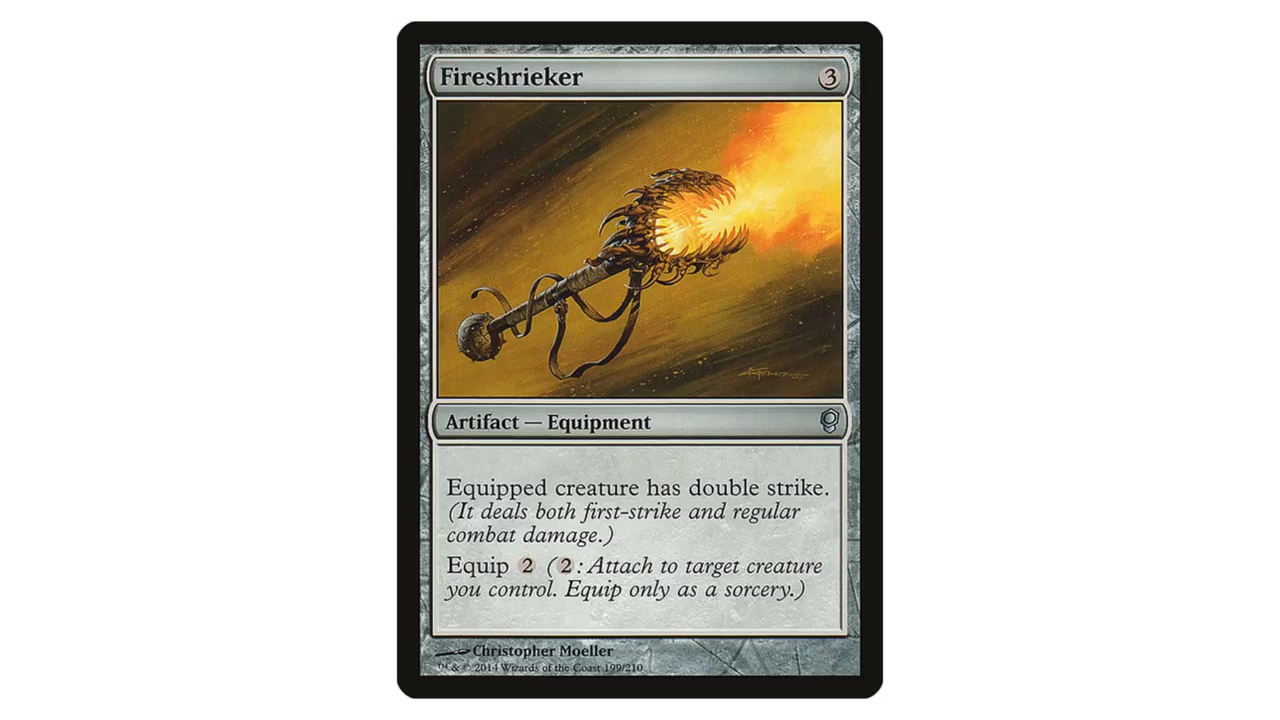 Fireshrieker 3
Artifact — Equipment
Equipped creature has double strike.
(It deals both first-strike and regular
combat damage.)
Equip 2 (2: Attach to target creature
you control. Equip only as a sorcery.)
Christopher Moeller
™ & © 2014 Wizards of the Coast 199/210